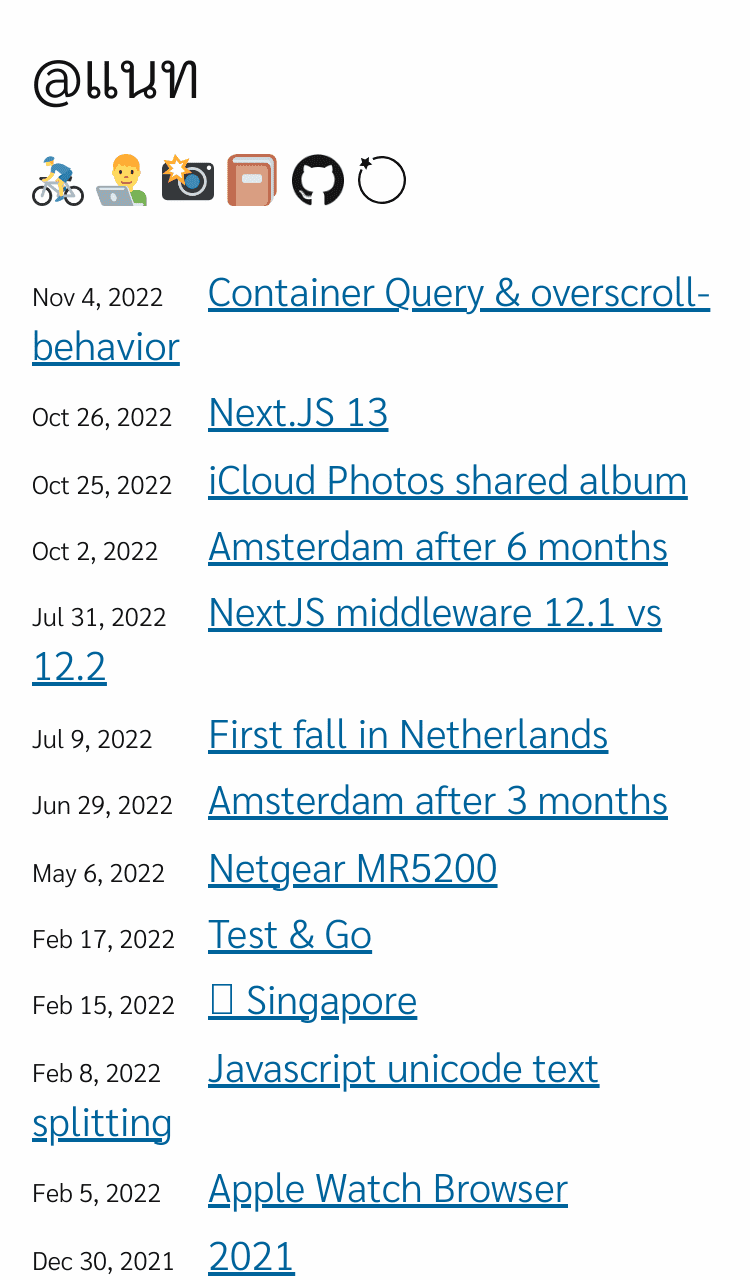 @แนท
Nov 4, 2022 Container Query & overscroll-
behavior
Oct 26, 2022 Next.JS 13
Oct 25, 2022 iCloud Photos shared album
Oct 2, 2022 Amsterdam after 6 months
Jul 31, 2022 NextJS middleware 12.1 vs
12.2
Jul 9, 2022 First fall in Netherlands
Jun 29, 2022 Amsterdam after 3 months
May 6, 2022 Netgear MR5200
Feb 17, 2022 Test & Go
Feb 15, 2022 Singapore
Feb 8, 2022 Javascript unicode text
splitting
Feb 5, 2022 Apple Watch Browser
Dec 30, 2021 2021